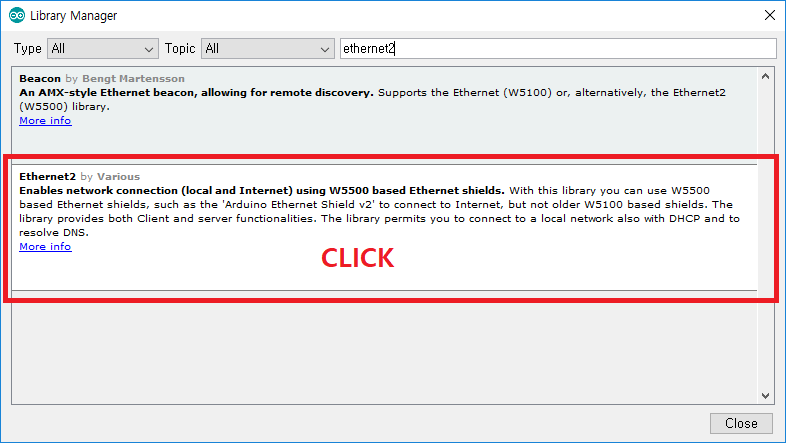 Library Manager
Type All Topic All ethernet2
Beacon by Bengt Martensson
An AMX-style Ethernet beacon, allowing for remote discovery. Supports the Ethernet (W5100) or, alternatively, the Ethernet2
(W5500) library.
More info
Ethernet2 by Various
Enables network connection (local and Internet) using W5500 based Ethernet shields. With this library you can use W5500
based Ethernet shields, such as the 'Arduino Ethernet Shield v2' to connect to Internet, but not older W5100 based shields. The
library provides both Client and server functionalities. The library permits you to connect to a local network also with DHCP and to
resolve DNS.
More info
CLICK
Close